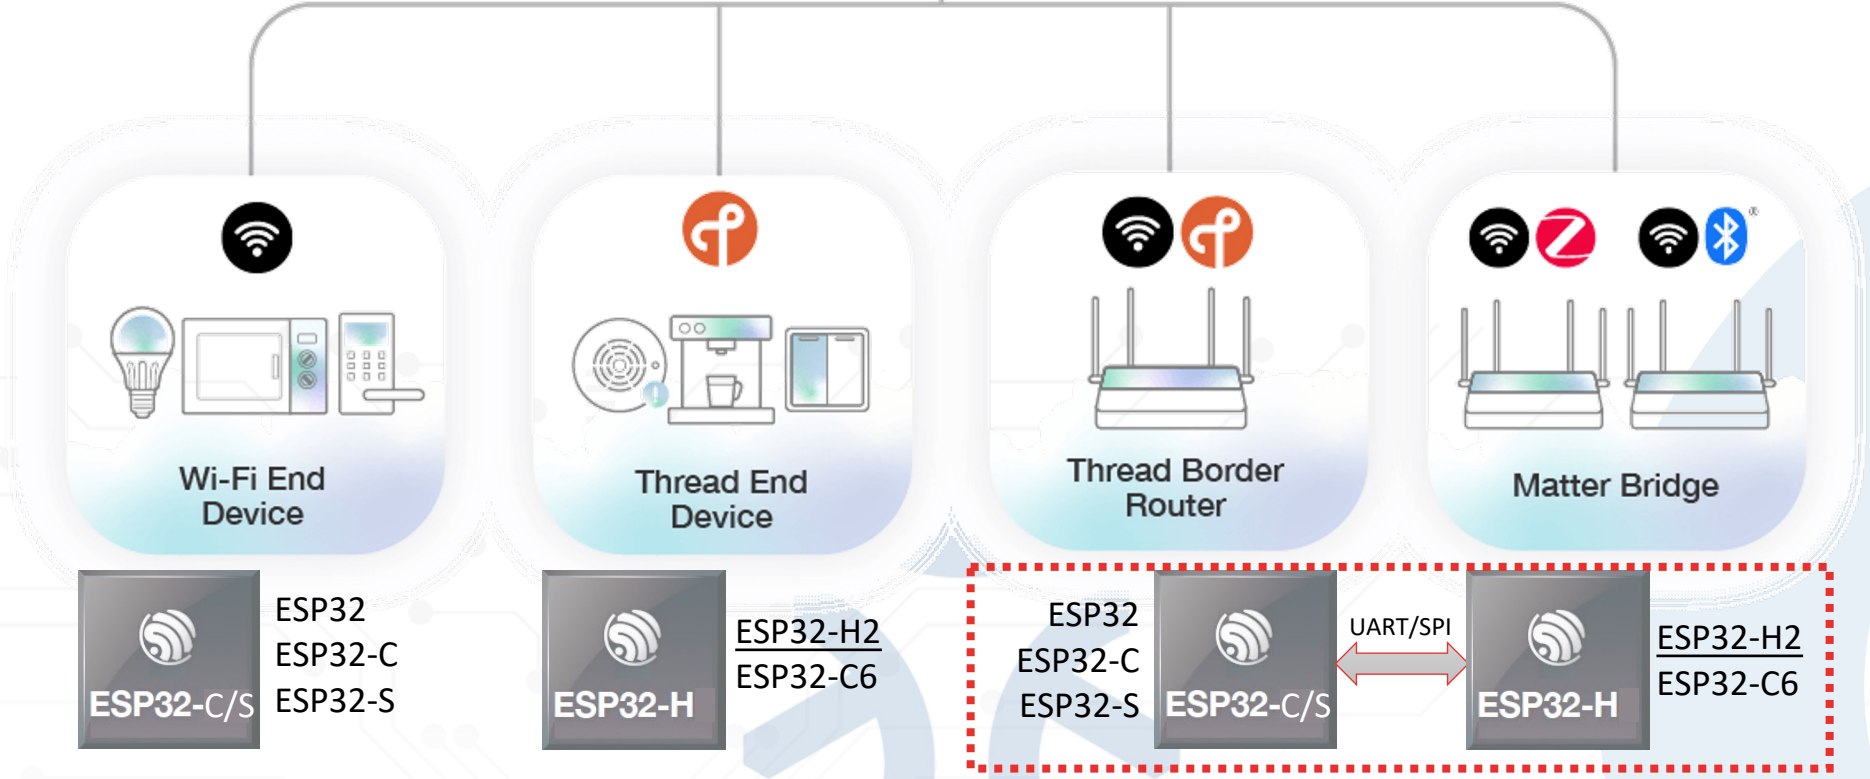 ®
Wi-Fi End
Device
Thread End
Device
Thread Border
Router
Matter Bridge
ESP32-C/S
ESP32
ESP32-C
ESP32-S
ESP32-H
ESP32-H2
ESP32-C6
ESP32
ESP32-C
ESP32-S
ESP32-C/S
UART/SPI
ESP32-H
ESP32-H2
ESP32-C6